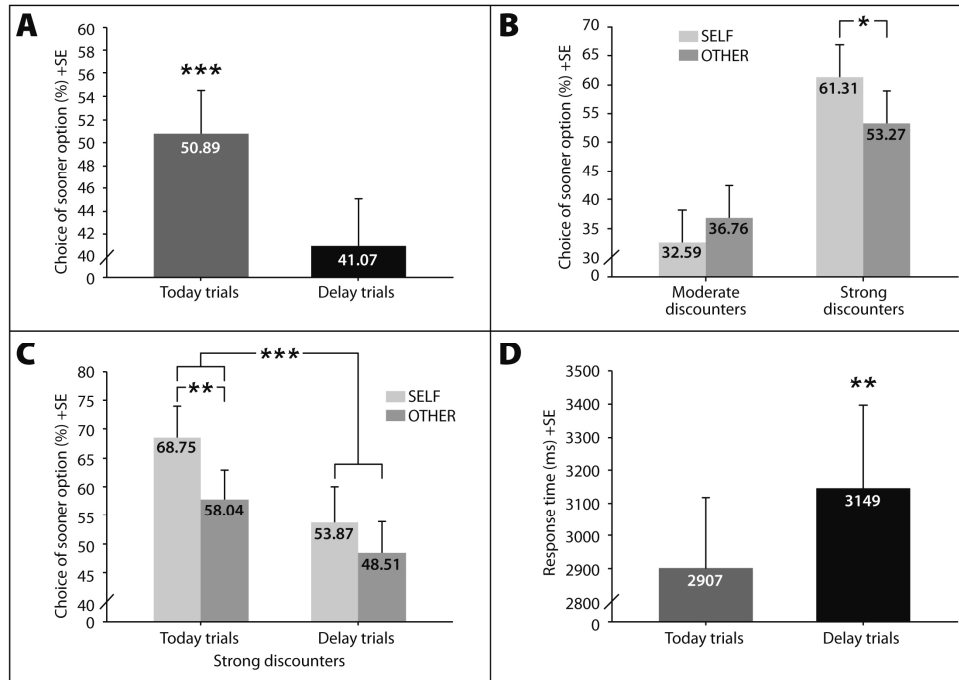 A
Choice of sooner option (%) +SE
60
58
56
54
52
50
48
46
44
42
40
0
***
50.89
41.07
Today trials
Delay trials
B
Choice of sooner option (%) +SE
70
65
60
55
50
45
40
35
30
0
SELF
OTHER
*
32.59
36.76
61.31
53.27
Moderate
discounters
Strong
discounters
C
Choice of sooner option (%) +SE
80
75
70
65
60
55
50
45
40
0
***
**
SELF
OTHER
68.75
58.04
53.87
48.51
Today trials
Delay trials
Strong discounters
D
Response time (ms) +SE
3500
3400
3300
3200
3100
3000
2900
2800
0
**
2907
3149
Today trials
Delay trials